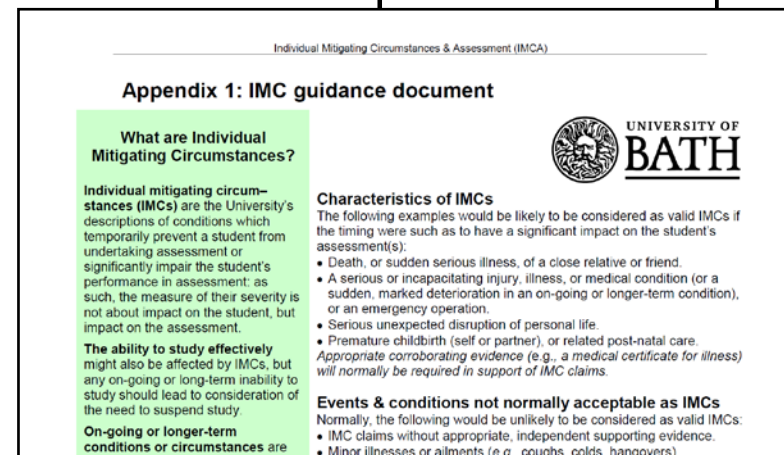 Individual Mitigating Circumstances & Assessment (IMCA)
Appendix 1: IMC guidance document
What are Individual
Mitigating Circumstances?
Individual mitigating circum–
stances (IMCs) are the University's
descriptions of conditions which
temporarily prevent a student from
undertaking assessment or
significantly impair the student's
performance in assessment: as
such, the measure of their severity is
not about impact on the student, but
impact on the assessment.
The ability to study effectively
might also be affected by IMCs, but
any on-going or long-term inability to
study should lead to consideration of
the need to suspend study.
On-going or longer-term
conditions or circumstances are
UNIVERSITY OF
BATH
Characteristics of IMCs
The following examples would be likely to be considered as valid IMCs if
the timing were such as to have a significant impact on the student's
assessment(s):
• Death, or sudden serious illness, of a close relative or friend.
• A serious or incapacitating injury, illness, or medical condition (or a
sudden, marked deterioration in an on-going or longer-term condition),
or an emergency operation.
• Serious unexpected disruption of personal life.
• Premature childbirth (self or partner), or related post-natal care.
Appropriate corroborating evidence (e.g., a medical certificate for illness)
will normally be required in support of IMC claims.
Events & conditions not normally acceptable as IMCs
Normally, the following would be unlikely to be considered as valid IMCs:
• IMC claims without appropriate, independent supporting evidence.
• Minor illnesses or ailments (e.g., coughs, colds, hangovers)